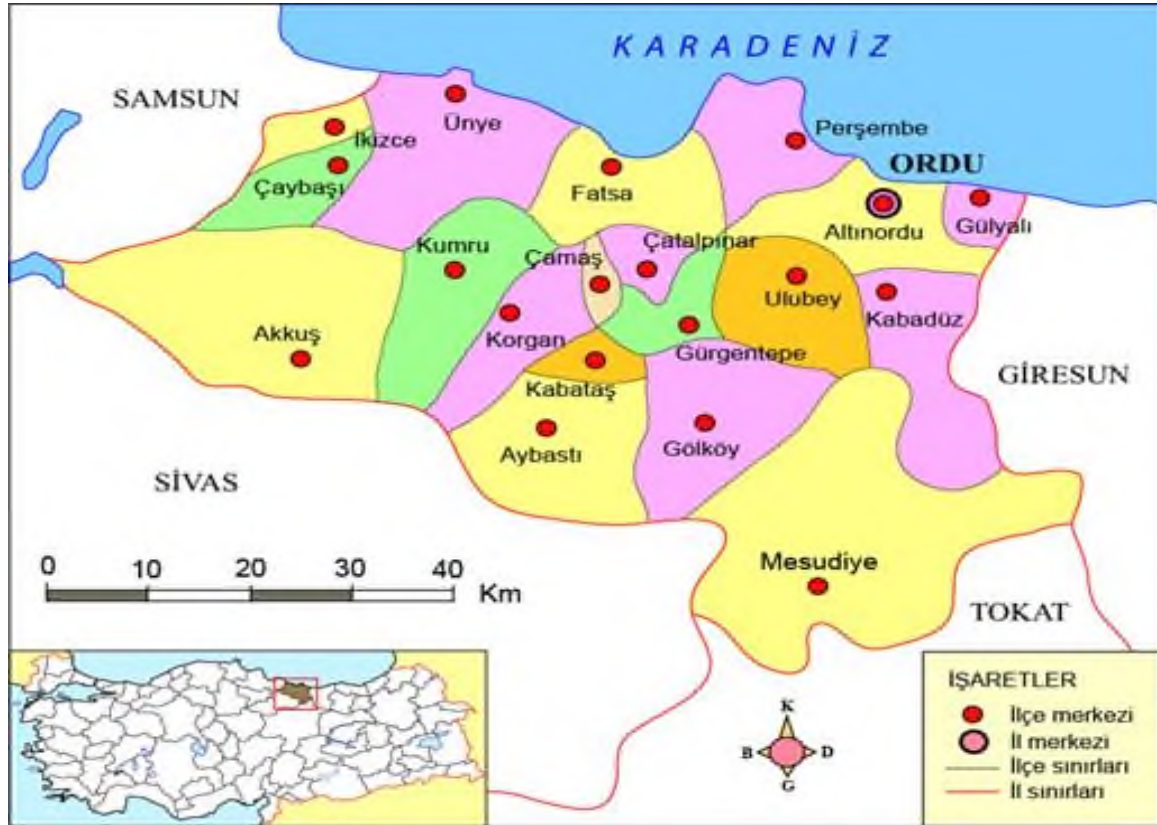 KARADENİZ
SAMSUN
Ünye
İkizce
Perşembe
ORDU
Çaybaşı
Fatsa
Altınordu
Gülyalı
Kumru
Çamaş
Çatalpınar
Ulubey
Kabadüz
Akkuş
Korgan
Gürgentepe
GİRESUN
Kabataş
Aybastı
Gölköy
SİVAS
0 10 20 30 40
Km
Mesudiye
TOKAT
İŞARETLER
İlçe merkezi
İl merkezi
İlçe sınırları
İl sınırları
K
B D
G